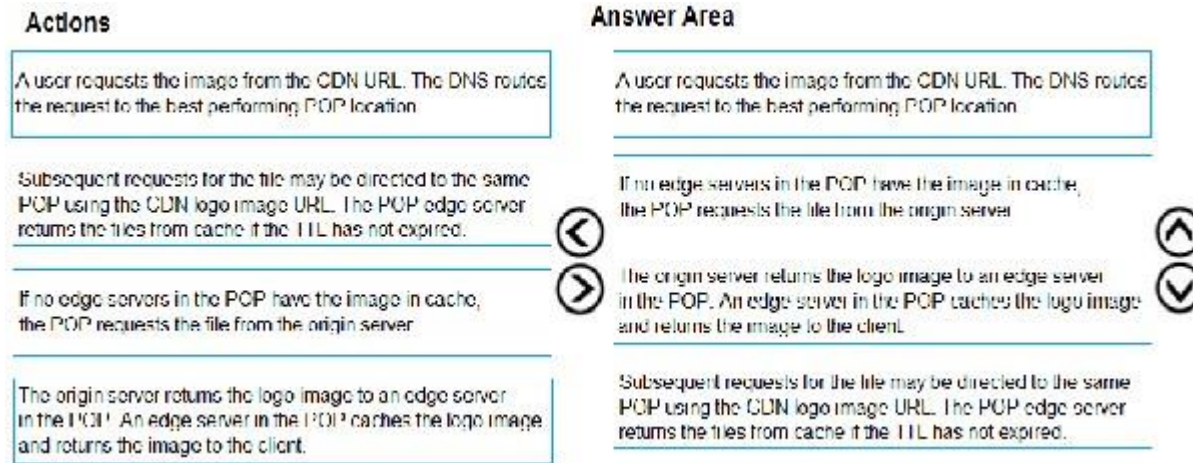 Actions
A user requests the image from the CDN URL. The DNS routes
the request to the best performing POP location
Subsequent requests for the file may be directed to the same
POP using the CDN logo image URL. The POP edge server
returns the files from cache if the TTL has not expired.
If no edge servers in the POP have the image in cache,
the POP requests the file from the origin server
The origin server returns the logo image to an edge server
in the POP. An edge server in the POP caches the logo image
and returns the image to the client.
Answer Area
A user requests the image from the CDN URL. The DNS routes
the request to the best performing POP location
If no edge servers in the POP have the image in cache,
the POP requests the file from the origin server
The origin server returns the logo image to an edge server
in the POP. An edge server in the POP caches the logo image
and returns the image to the client.
Subsequent requests for the file may be directed to the same
POP using the CDN logo image URL. The POP edge server
returns the files from cache if the TTL has not expired.